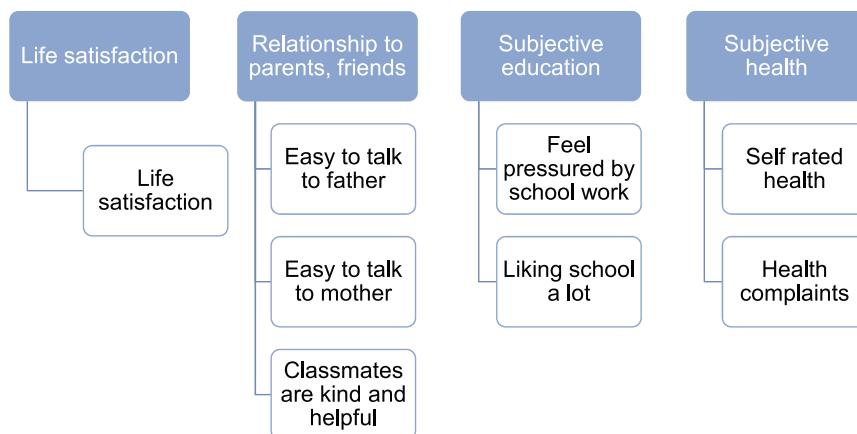 Life satisfaction
Life
satisfaction
Relationship to
parents, friends
Easy to talk
to father
Easy to talk
to mother
Classmates
are kind and
helpful
Subjective
education
Feel
pressured by
school work
Liking school
a lot
Subjective
health
Self rated
health
Health
complaints